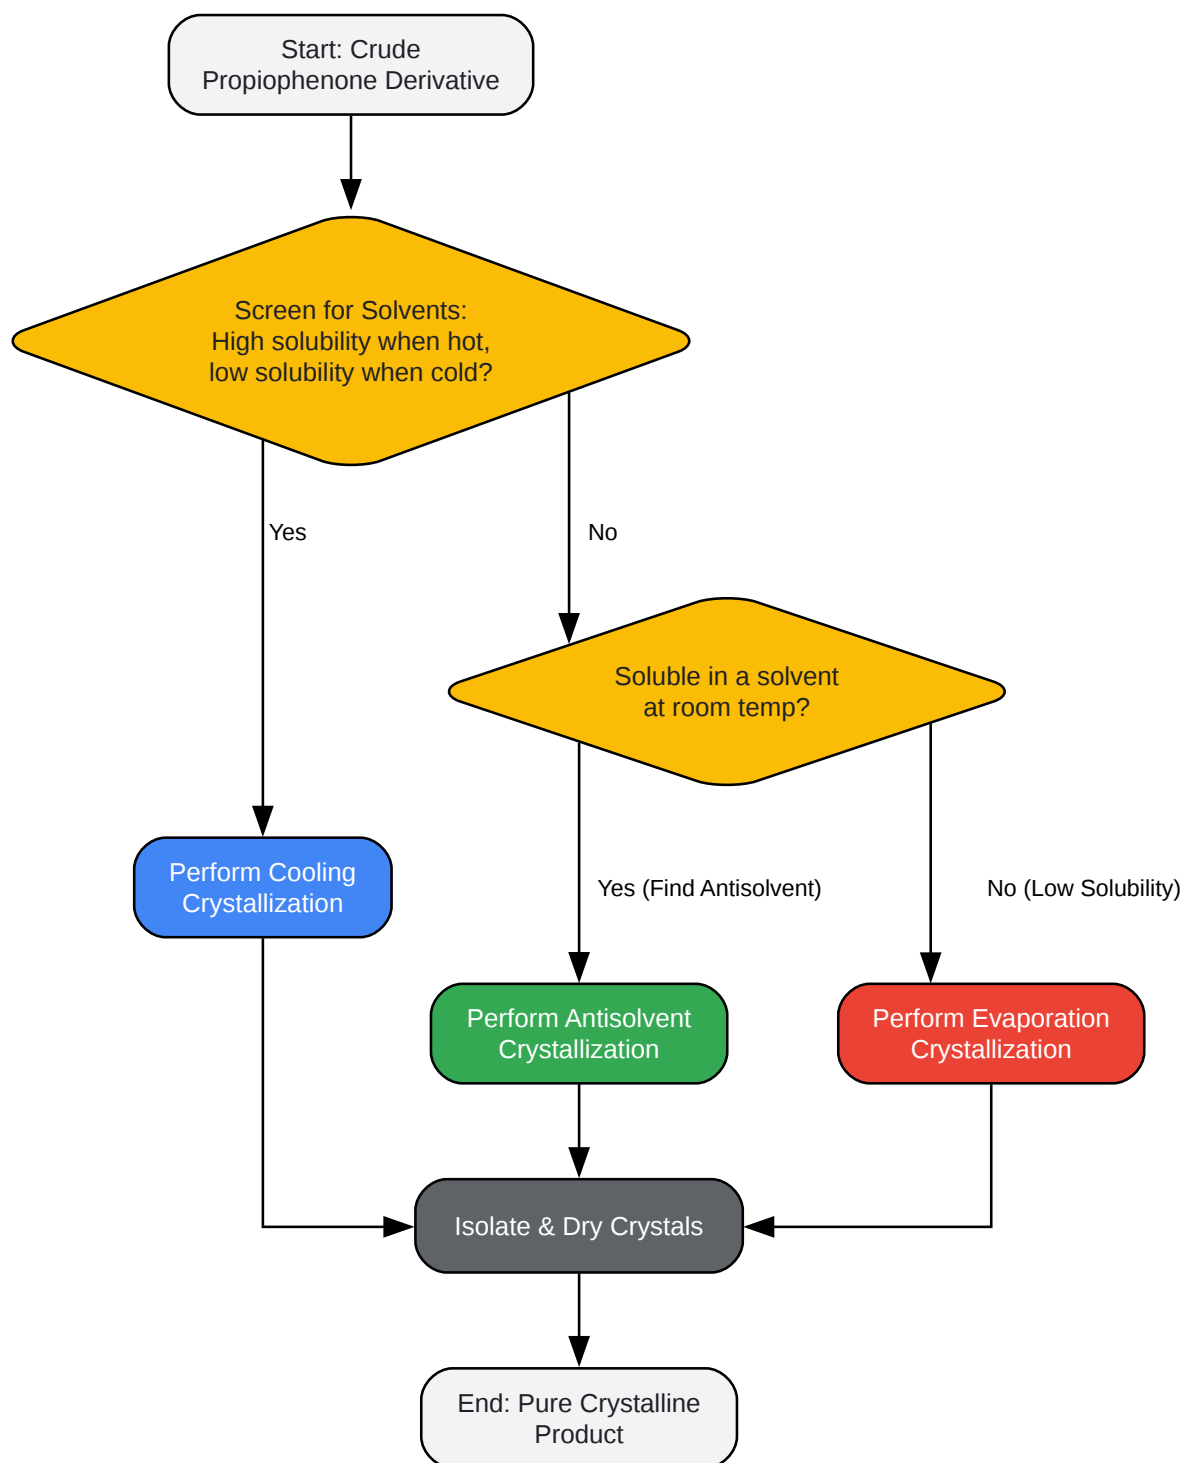 Start: Crude
Propiophenone Derivative
Screen for Solvents:
High solubility when hot,
low solubility when cold?
Yes
No
Soluble in a solvent
at room temp?
Perform Cooling
Crystallization
Yes (Find Antisolvent)
No (Low Solubility)
Perform Antisolvent
Crystallization
Perform Evaporation
Crystallization
Isolate & Dry Crystals
End: Pure Crystalline
Product